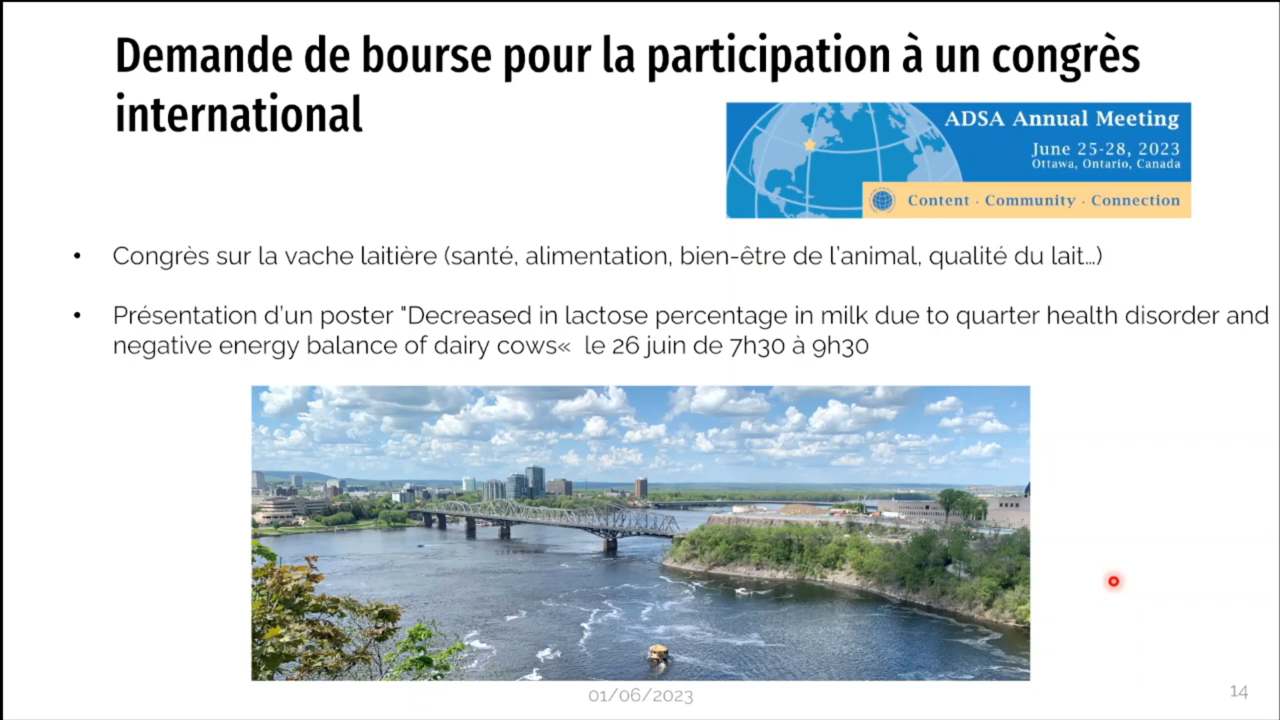 Demande de bourse pour la participation à un congrès
international
ADSA Annual Meeting
June 25-28, 2023
Ottawa, Ontario, Canada
Content · Community · Connection
• Congrès sur la vache laitière (santé, alimentation, bien-être de l'animal, qualité du lait…)
• Présentation d'un poster "Decreased in lactose percentage in milk due to quarter health disorder and
negative energy balance of dairy cows«  le 26 juin de 7h30 à 9h30
01/06/2023
14